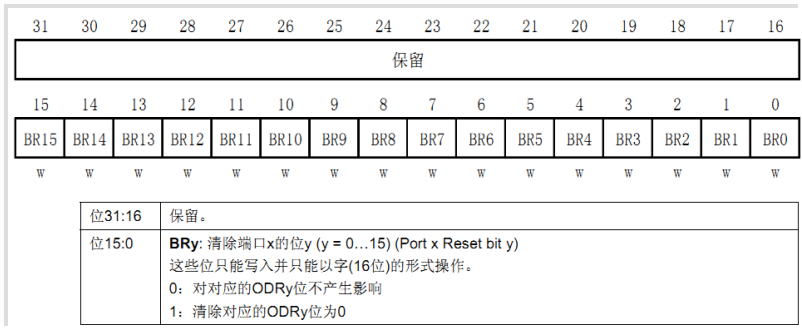 31 30 29 28 27 26 25 24 23 22 21 20 19 18 17 16
保留
15 14 13 12 11 10 9 8 7 6 5 4 3 2 1 0
BR15 BR14 BR13 BR12 BR11 BR10 BR9 BR8 BR7 BR6 BR5 BR4 BR3 BR2 BR1 BR0
w w w w w w w w w w w w w w w w
位31:16 保留。
位15:0 BRy: 清除端口x的位y (y = 0…15) (Port x Reset bit y)
这些位只能写入并只能以字(16位)的形式操作。
0：对对应的ODRy位不产生影响
1：清除对应的ODRy位为0